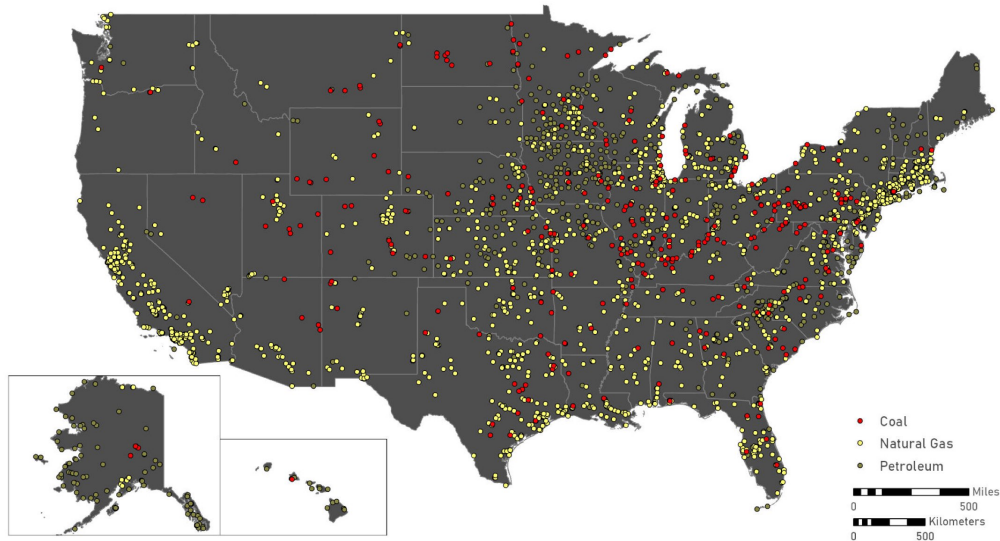 Coal
Natural Gas
Petroleum
Miles
0 500
Kilometers
0 500